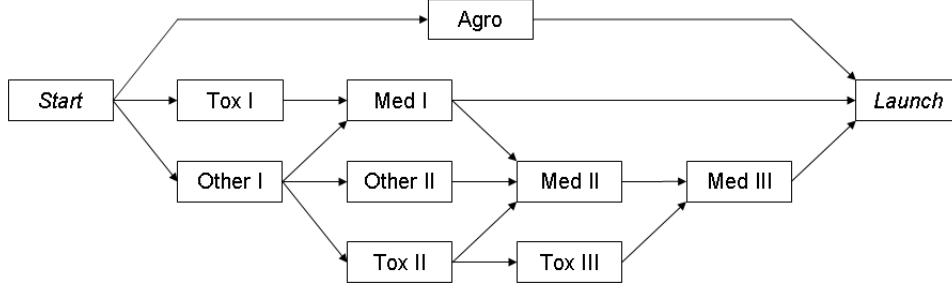 Agro
Start
Tox I
Med I
Launch
Other I
Other II
Med II
Med III
Tox II
Tox III